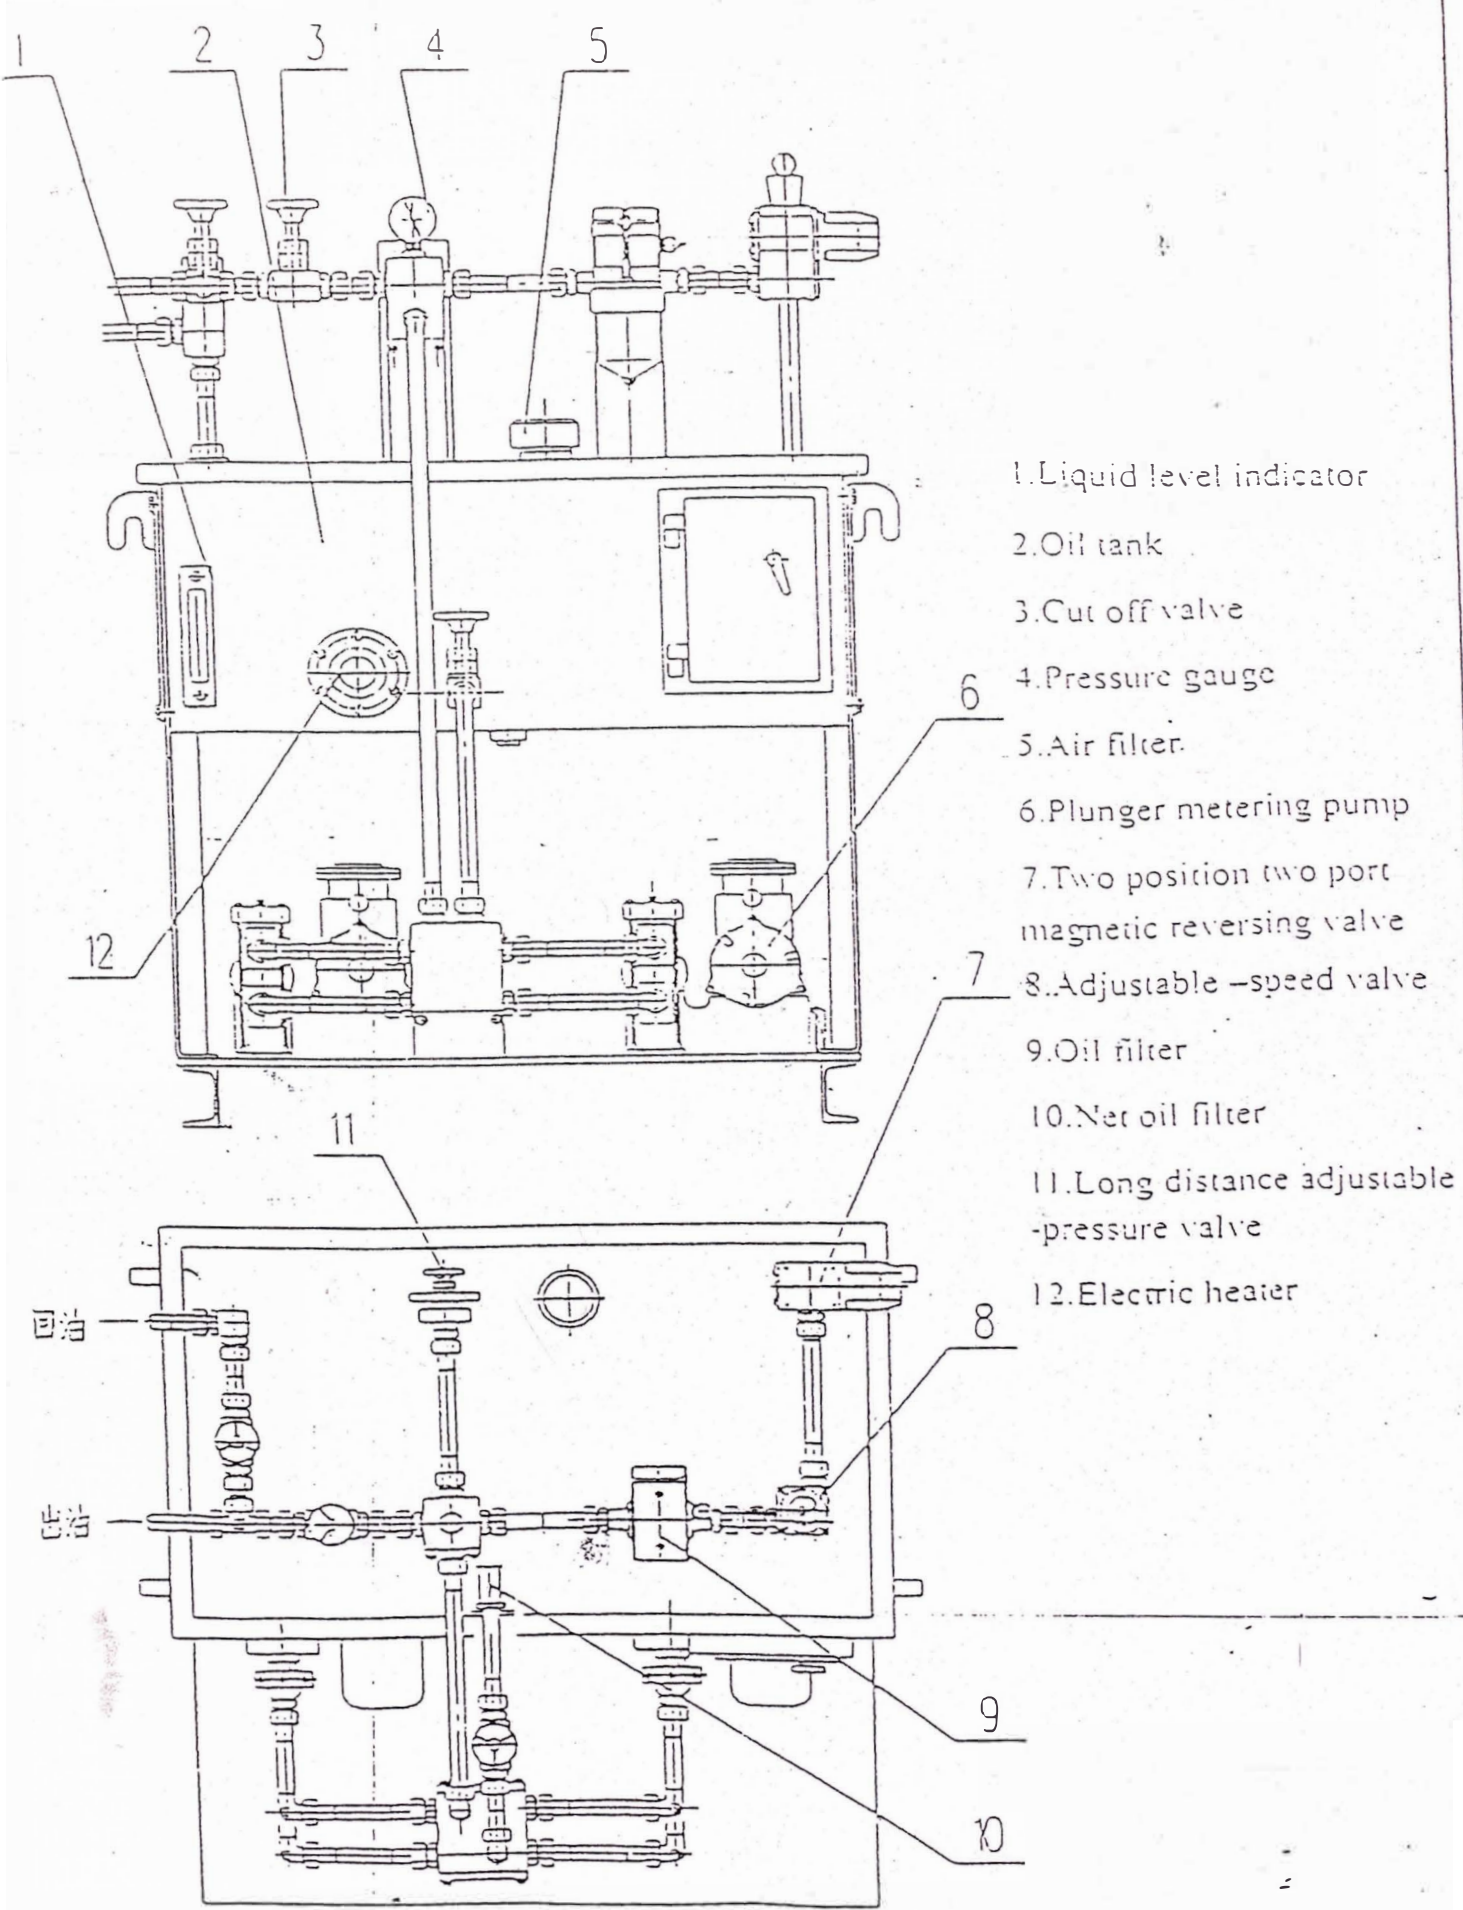 1
2
3
4
5
1.Liquid level indicator
2.Oil tank
3.Cut off valve
4.Pressure gauge
5.Air filter
6.Plunger metering pump
7.Two position two port
magnetic reversing valve
8.Adjustable –speed valve
9.Oil filter
10.Net oil filter
11.Long distance adjustable
-pressure valve
12.Electric heater
6
12
7
11
回油
8
油
9
10